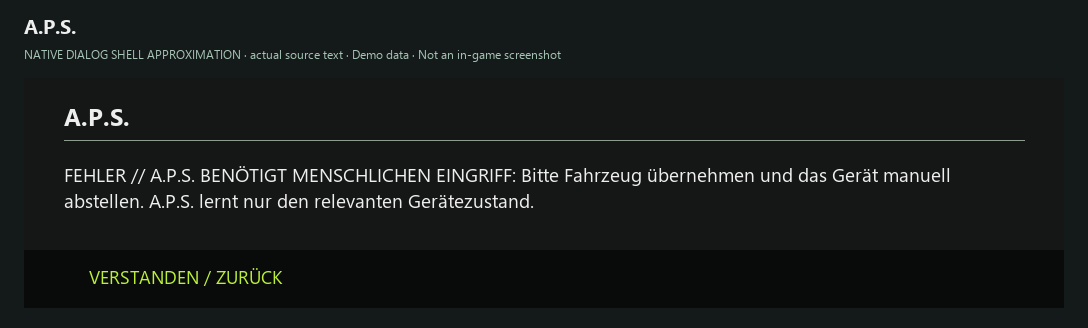 A.P.S.
NATIVE DIALOG SHELL APPROXIMATION · actual source text · Demo data · Not an in-game screenshot
A.P.S.
FEHLER // A.P.S. BENÖTIGT MENSCHLICHEN EINGRIFF: Bitte Fahrzeug übernehmen und das Gerät manuell
abstellen. A.P.S. lernt nur den relevanten Gerätezustand.
VERSTANDEN / ZURÜCK